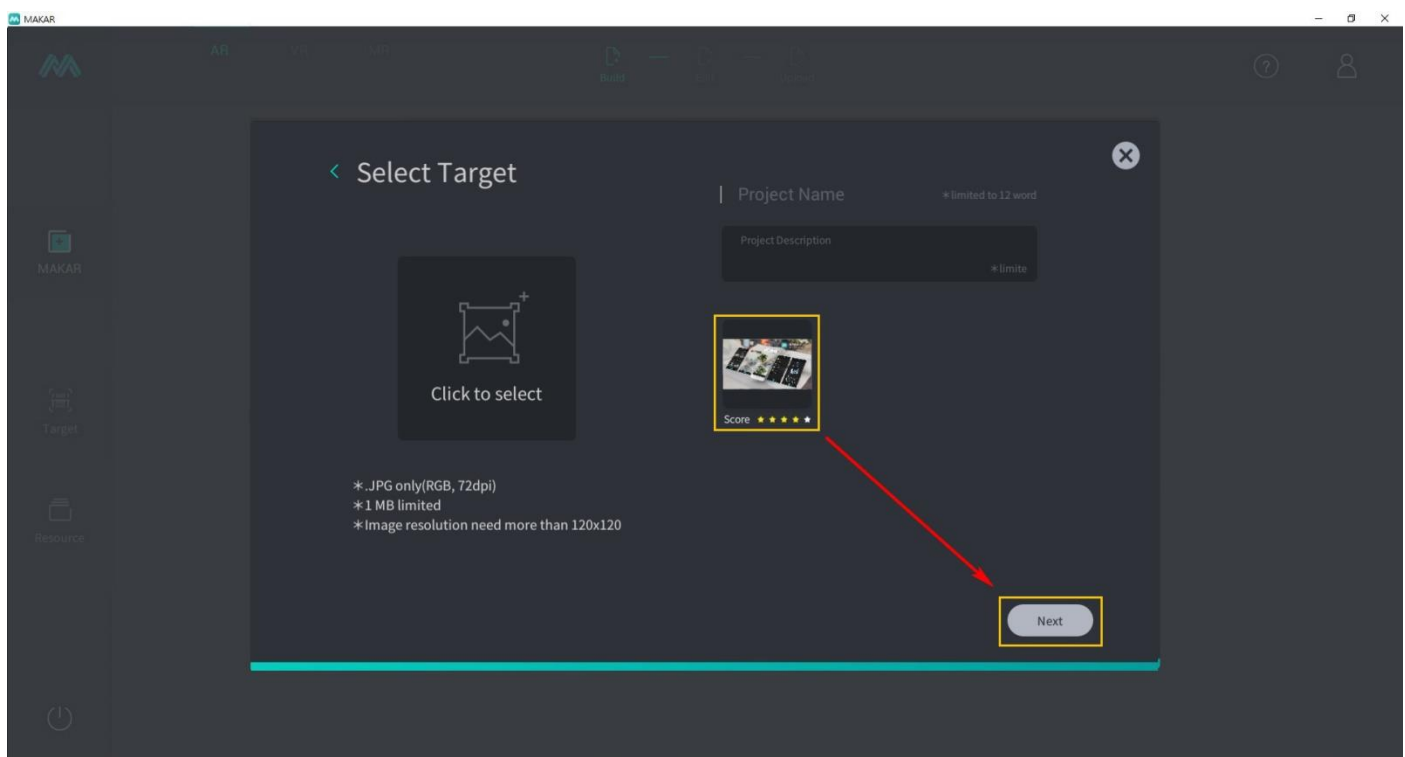 MAKAR
AR VR MR
Build
< Select Target
Project Name
*limited to 12 word
Project Description
*limite
MAKAR
Click to select
Score
Target
*.JPG only(RGB, 72dpi)
*1 MB limited
*Image resolution need more than 120x120
Resource
Next